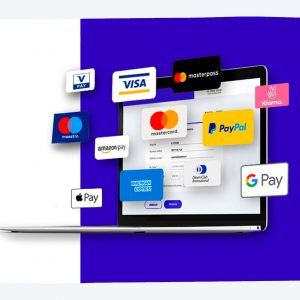 V
PAY
VISA
masterpass
Klarna.
maestro
mastercard
PayPal
amazon pay
AMERICAN
EXPRESS
Diners Club
International
Pay
G Pay